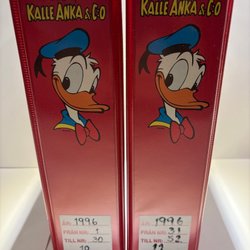 KALLE ANKA & C:O
ÅR: 1996
FRÅN NR: 1
TILL NR: 30
KALLE ANKA & C:O
ÅR: 1996
FRÅN NR: 31
TILL NR: 52